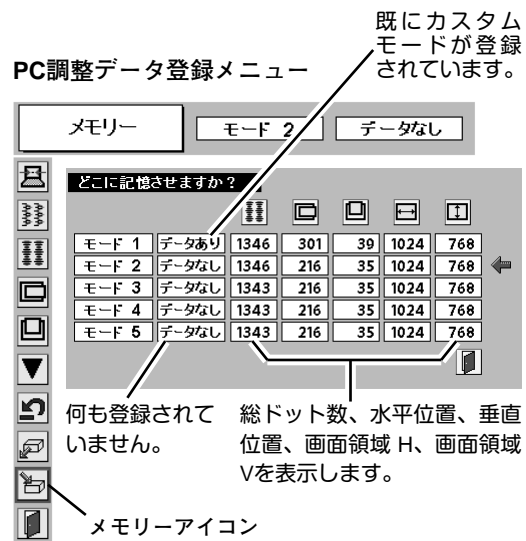 既にカスタム
モードが登録
されています。
PC調整データ登録メニュー
メモリー モード 2 データなし
どこに記憶させますか?
モード 1 データあり 1346 301 39 1024 768
モード 2 データなし 1346 216 35 1024 768
モード 3 データなし 1343 216 35 1024 768
モード 4 データなし 1343 216 35 1024 768
モード 5 データなし 1343 216 35 1024 768
何も登録されて
いません。
総ドット数、水平位置、垂直
位置、画面領域 H、画面領域
Vを表示します。
メモリーアイコン